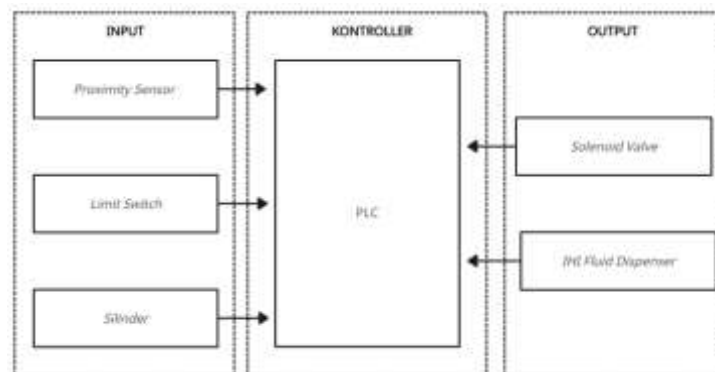 INPUT
KONTROLLER
OUTPUT
Proximity Sensor
Limit Switch
Silinder
PLC
Solenoid Valve
IHI Fluid Dispenser